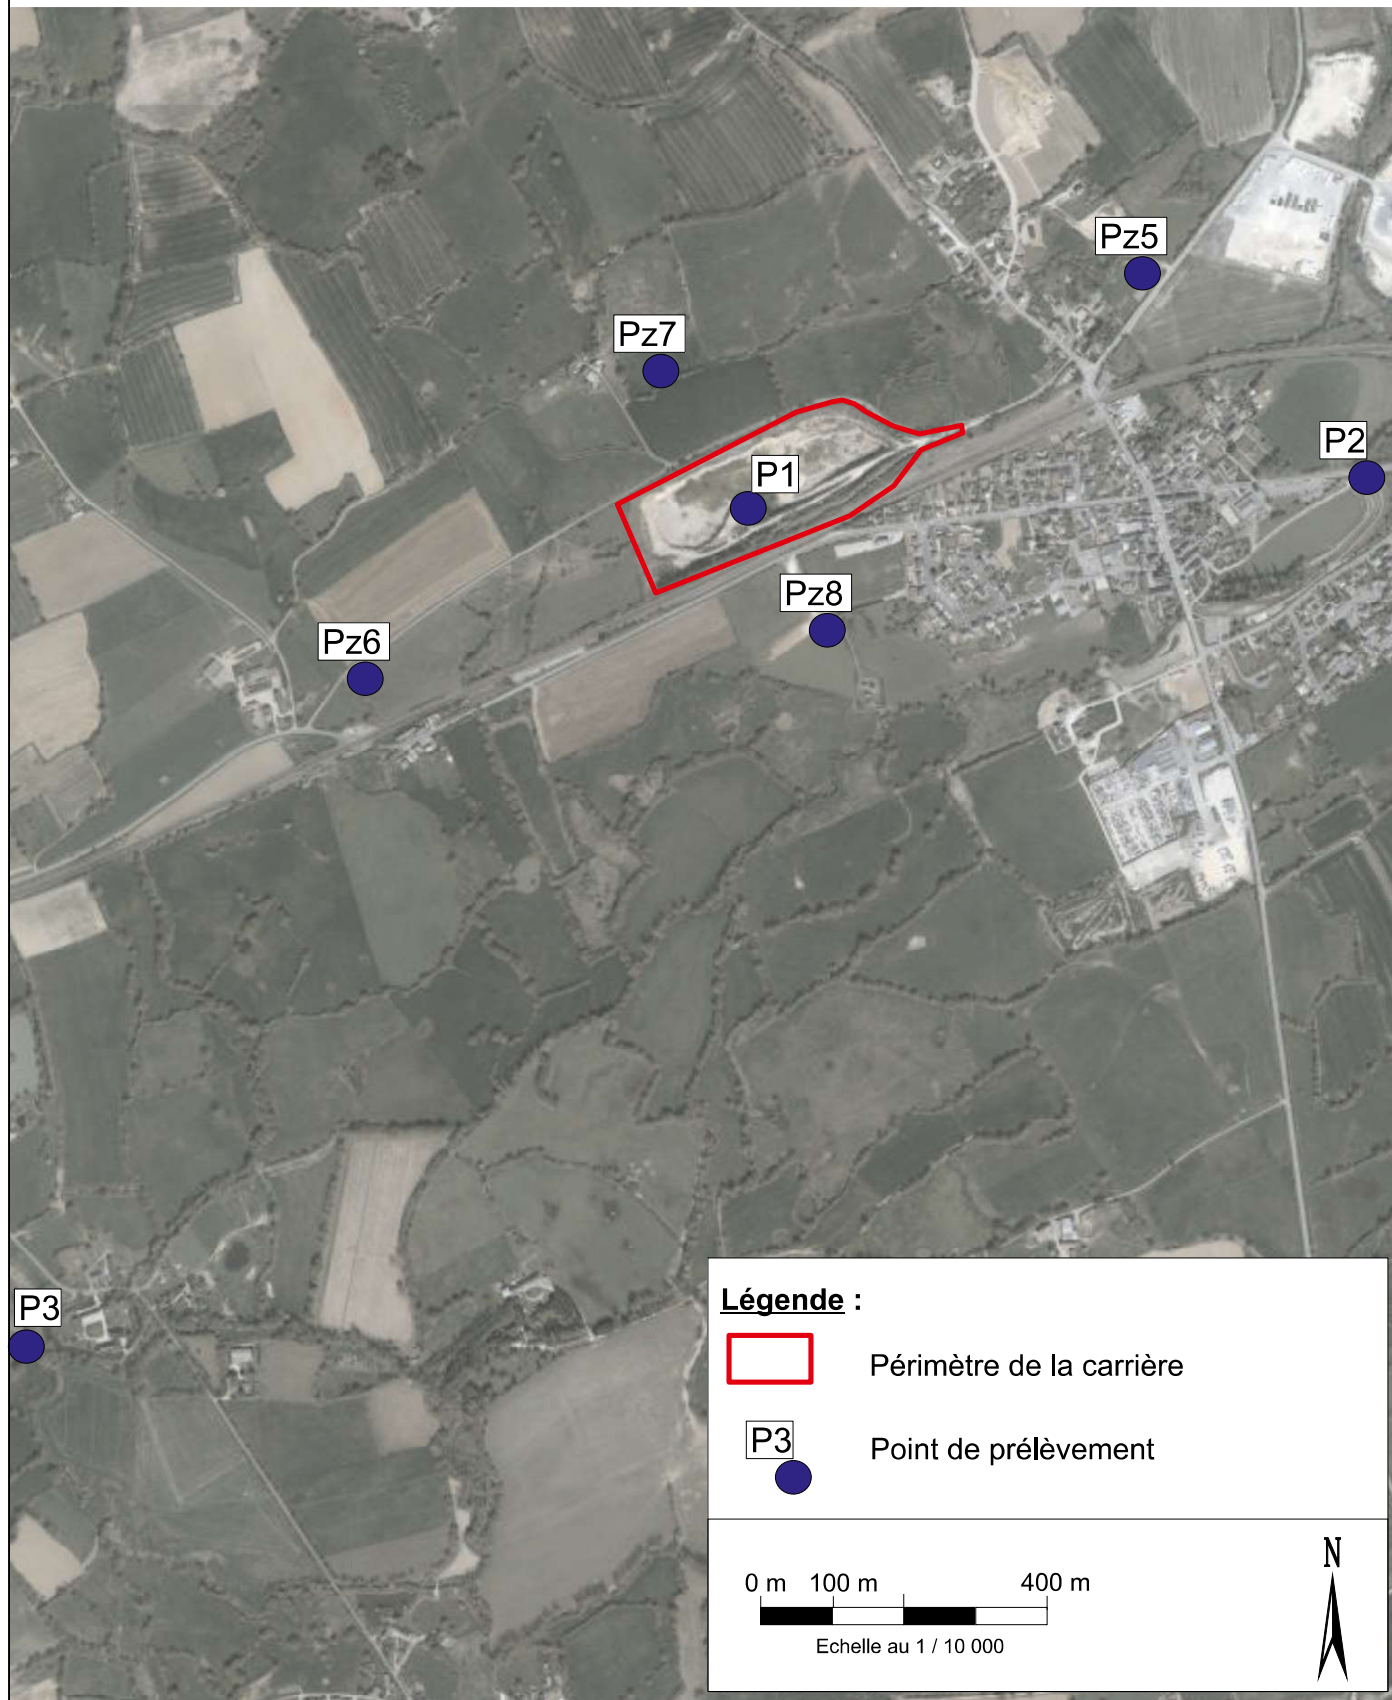 Pz5
Pz7
P2
P1
Pz8
Pz6
P3
Légende :
Périmètre de la carrière
P3
Point de prélèvement
N
0 m 100 m 400 m
Echelle au 1 / 10 000